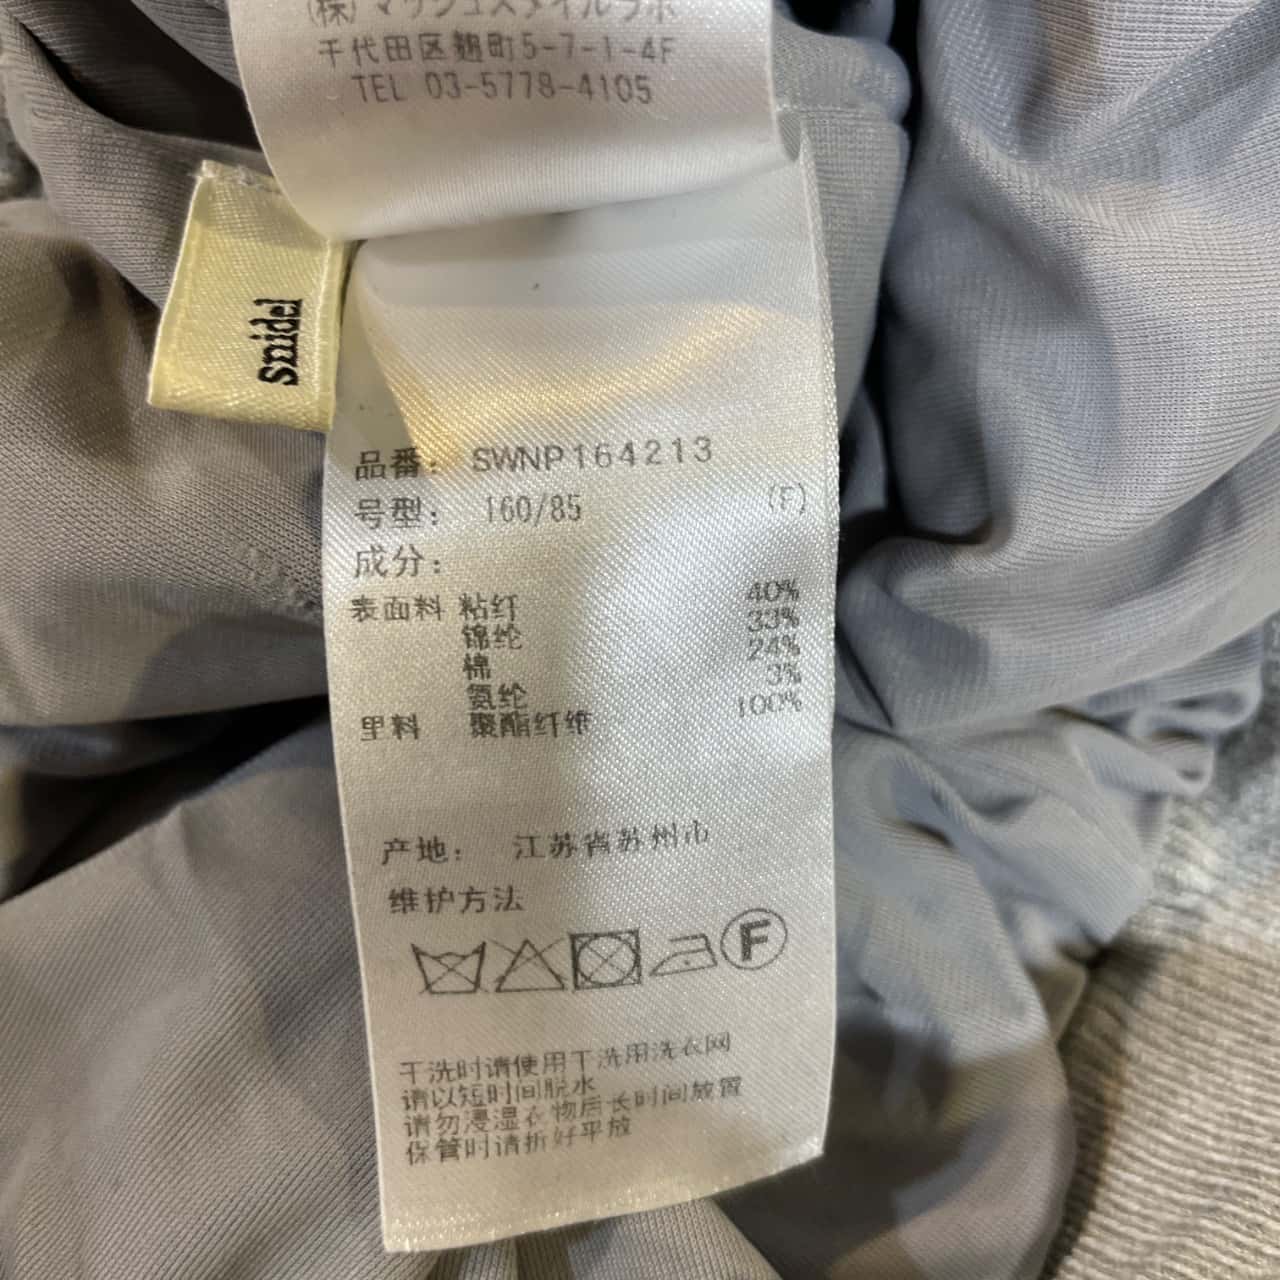 (株)マッシュスタイルラボ
千代田区麹町5-7-1-4F
TEL 03-5778-4105
snidel
品番： SWNP164213
号型： 160/85 (F)
成分：
表面料 粘纤 40%
锦纶 33%
棉 24%
氨纶 3%
里料 聚酯纤维 100%
产地： 江苏省苏州市
维护方法
F
干洗时请使用干洗用洗衣网
请以短时间脱水
请勿浸湿衣物后长时间放置
保管时请折好平放